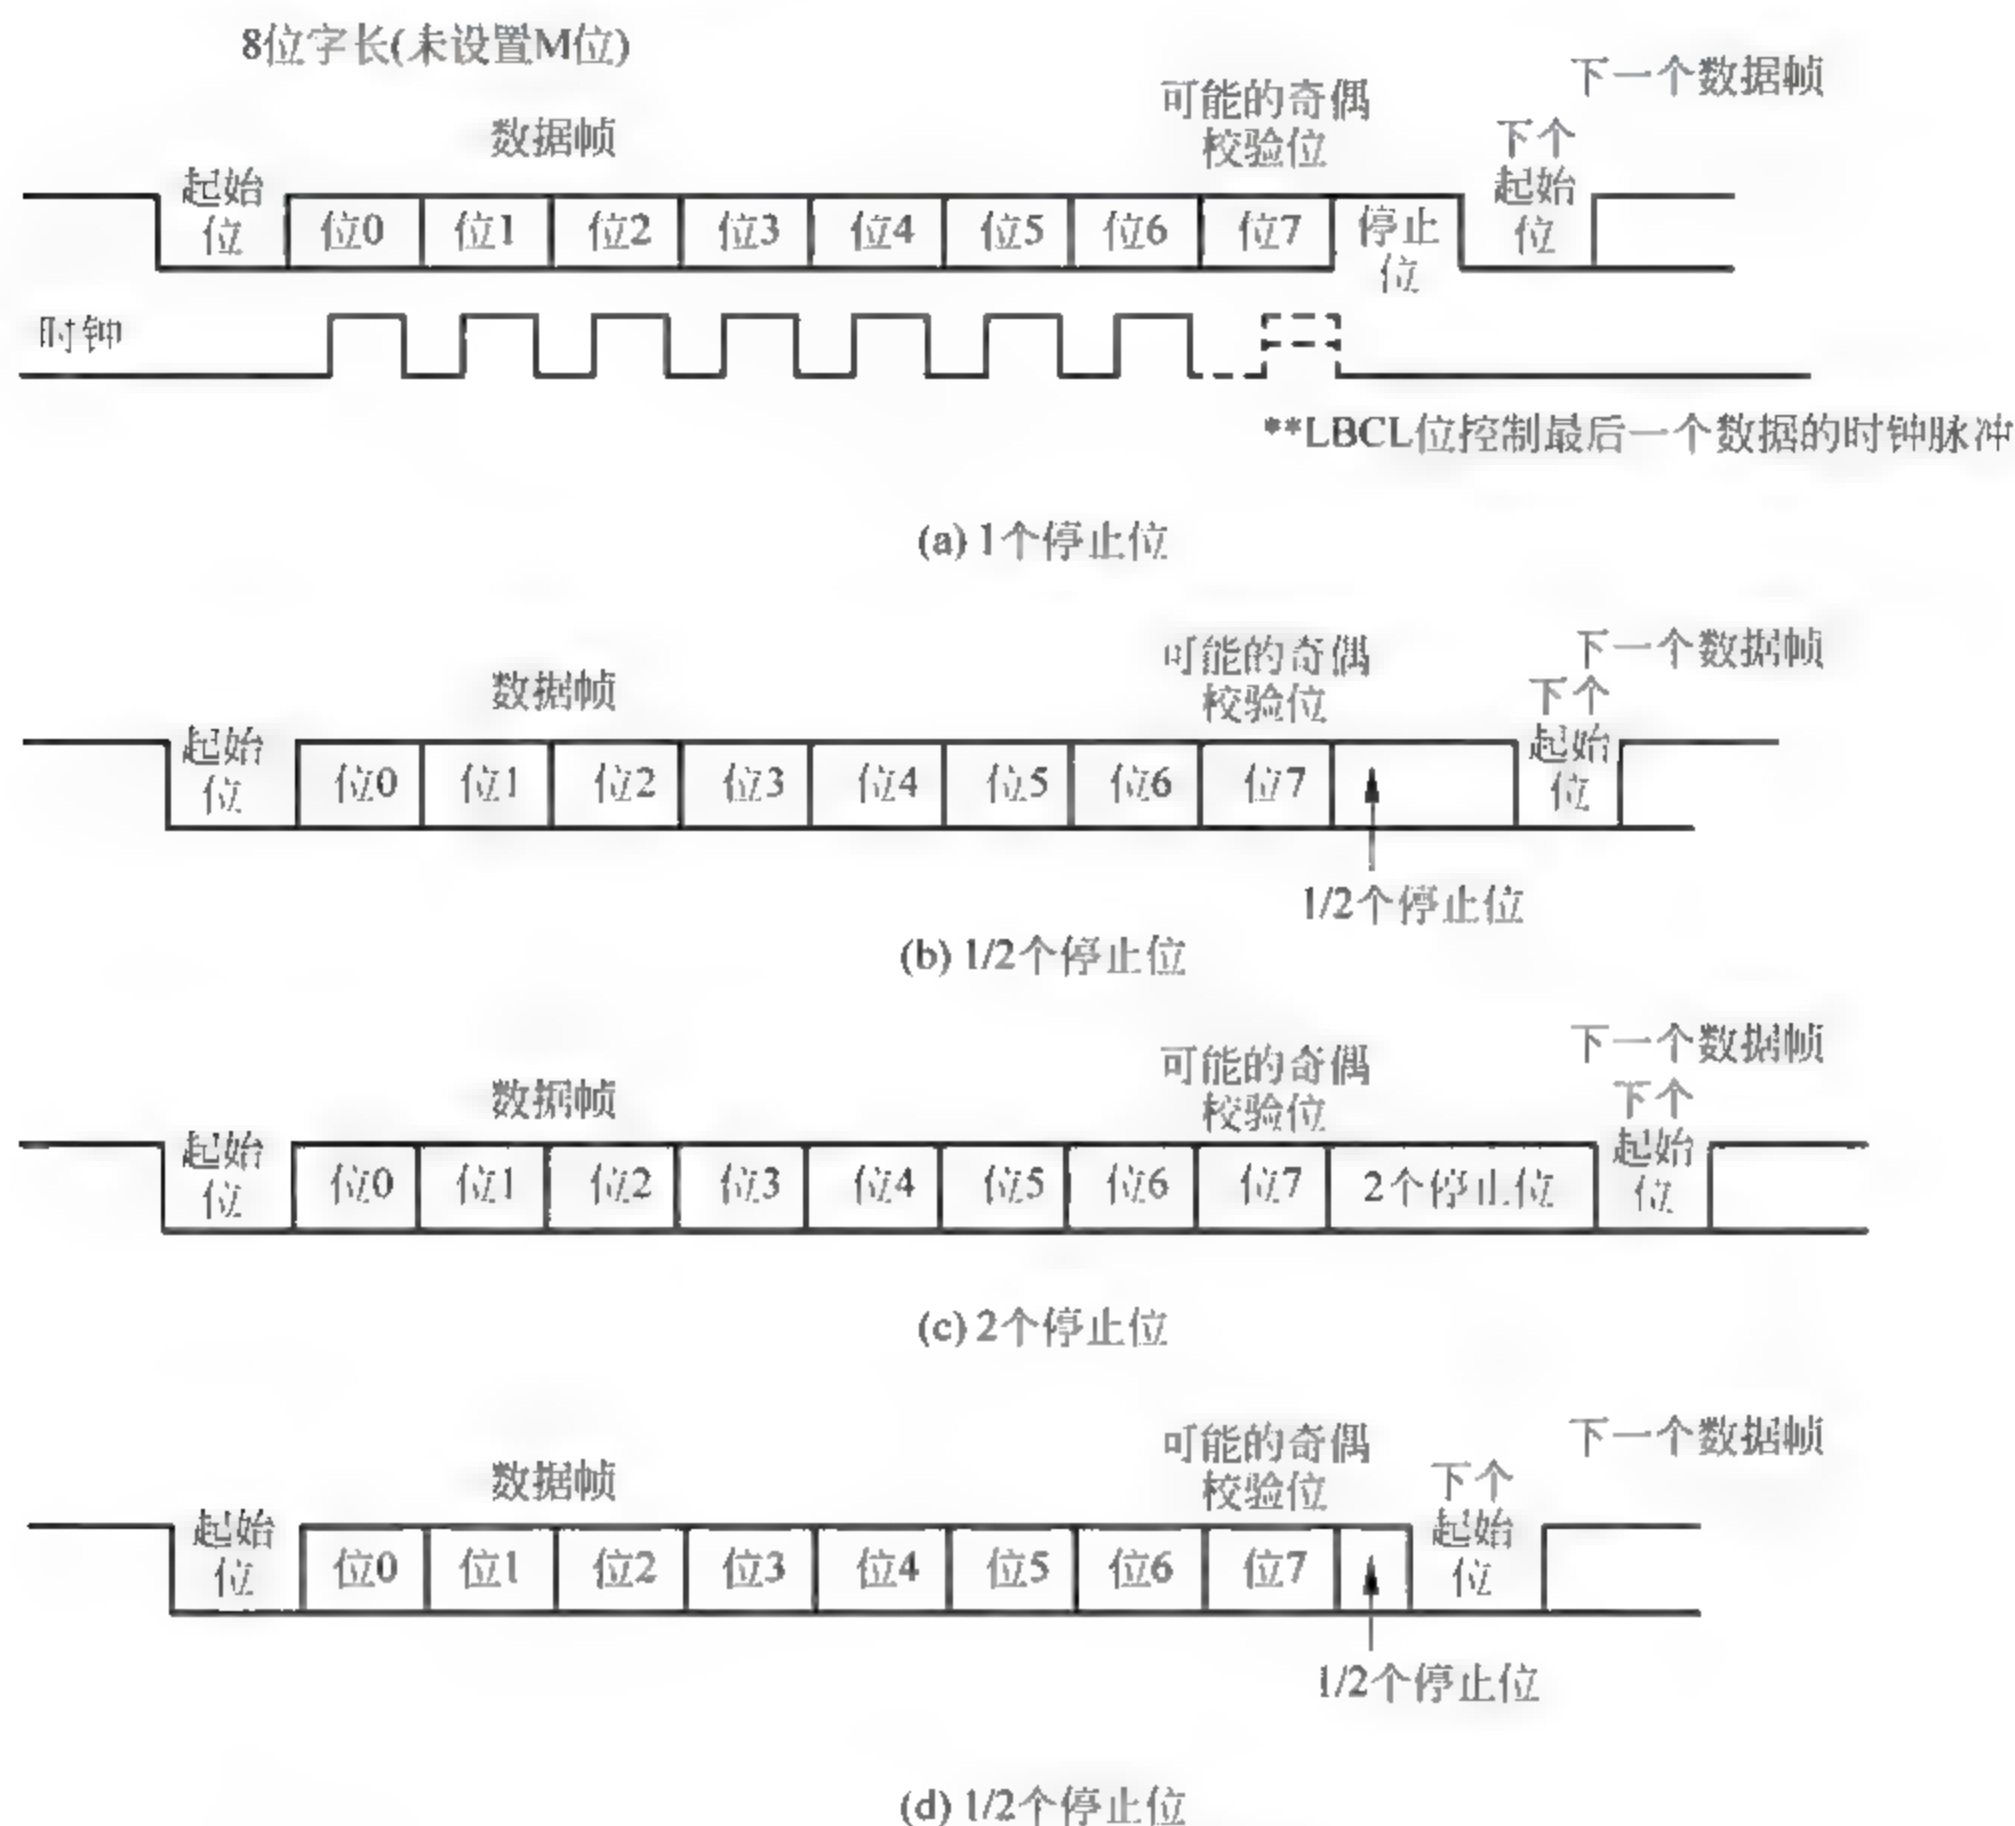 8位字长(未设置M位)
下一个数据帧
可能的奇偶
校验位
数据帧
下个
起始
位
起始
位
位0 位1 位2 位3 位4 位5 位6 位7
停止
位
时钟
**LBCL位控制最后一个数据的时钟脉冲
(a) 1个停止位
下一个数据帧
可能的奇偶
校验位
数据帧
下个
起始
位
起始
位
位0 位1 位2 位3 位4 位5 位6 位7
1/2个停止位
(b) 1/2个停止位
下一个数据帧
可能的奇偶
校验位
数据帧
下个
起始
位
起始
位
位0 位1 位2 位3 位4 位5 位6 位7 2个停止位
(c) 2个停止位
下一个数据帧
可能的奇偶
校验位
数据帧
下个
起始
位
起始
位
位0 位1 位2 位3 位4 位5 位6 位7
1/2个停止位
(d) 1/2个停止位